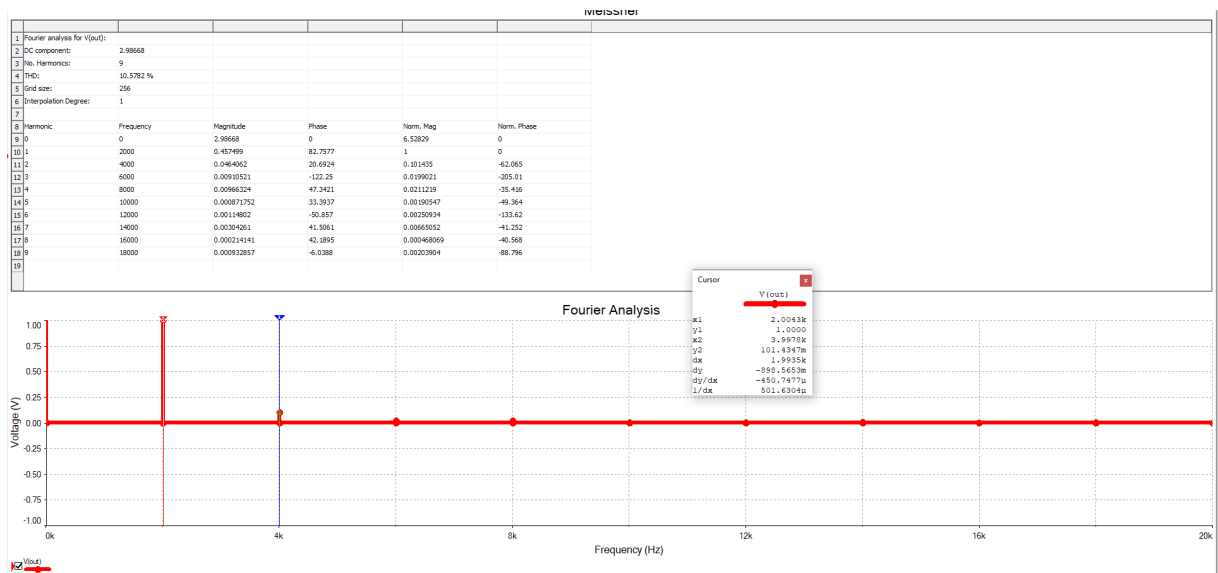 Meissner
1 Fourier analysis for V(out):
2 DC component: 2.98668
3 No. Harmonics: 9
4 THD: 10.5782 %
5 Grid size: 256
6 Interpolation Degree: 1
7
8 Harmonic Frequency Magnitude Phase Norm. Mag Norm. Phase
9 0 0 2.98668 0 6.52829 0
10 1 2000 0.457499 82.7577 1 0
11 2 4000 0.0464062 20.6924 0.101435 -62.065
12 3 6000 0.00910521 -122.25 0.0199021 -205.01
13 4 8000 0.00966324 47.3421 0.0211219 -35.416
14 5 10000 0.000871752 33.3937 0.00190547 -49.364
15 6 12000 0.00114802 -50.857 0.00250934 -133.62
16 7 14000 0.00304261 41.5061 0.00665052 -41.252
17 8 16000 0.000214141 42.1895 0.000468069 -40.568
18 9 18000 0.000932857 -6.0388 0.00203904 -88.796
19
Cursor x
V(out)
x1 2.0043k
y1 1.0000
x2 3.9978k
y2 101.4347m
dx 1.9935k
dy -898.5653m
dy/dx -450.7477µ
1/dx 501.6304µ
Fourier Analysis
Voltage (V)
1.00
0.75
0.50
0.25
0.00
-0.25
-0.50
-0.75
-1.00
0k 4k 8k 12k 16k 20k
Frequency (Hz)
V(out)